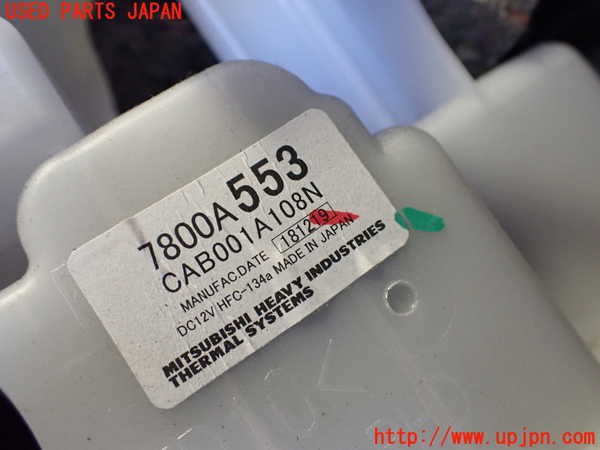 USED PARTS JAPAN
7800A553
CAB001A108N
MANUFAC.DATE 181219
DC12V HFC-134a MADE IN JAPAN
MITSUBISHI HEAVY INDUSTRIES
THERMAL SYSTEMS
http://www.upjpn.com/